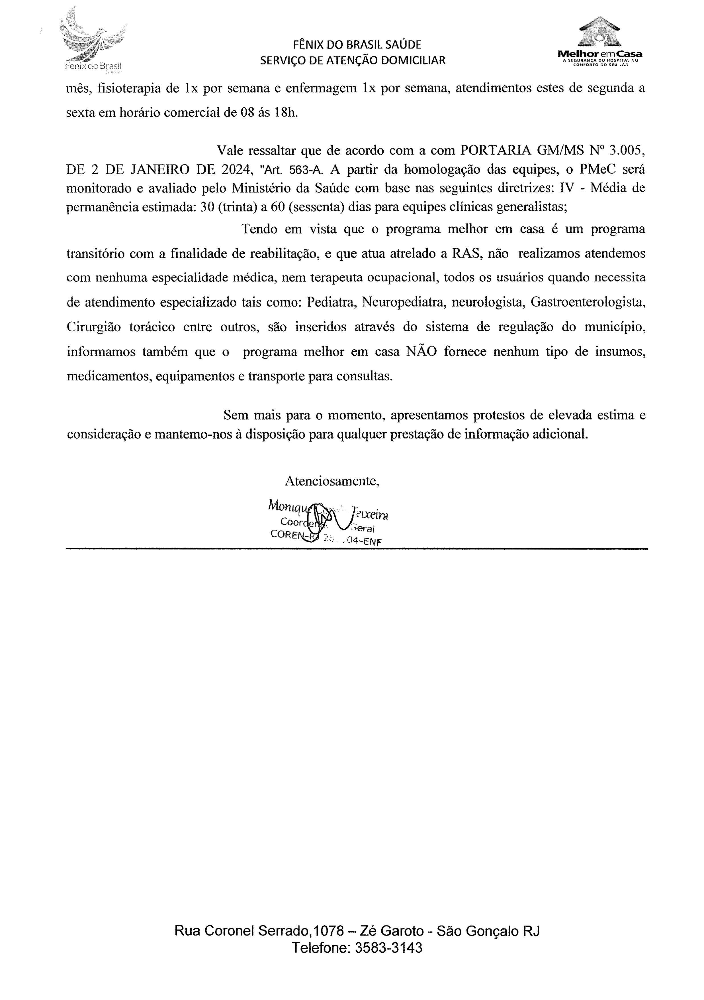 Fenix do Brasil
FÊNIX DO BRASIL SAÚDE
SERVIÇO DE ATENÇÃO DOMICILIAR
Melhor em Casa
A SEGURANÇA DO HOSPITAL NO
CONFORTO DO SEU LAR
mês, fisioterapia de 1x por semana e enfermagem 1x por semana, atendimentos estes de segunda a
sexta em horário comercial de 08 ás 18h.
Vale ressaltar que de acordo com a com PORTARIA GM/MS Nº 3.005,
DE 2 DE JANEIRO DE 2024, "Art. 563-A. A partir da homologação das equipes, o PMeC será
monitorado e avaliado pelo Ministério da Saúde com base nas seguintes diretrizes: IV - Média de
permanência estimada: 30 (trinta) a 60 (sessenta) dias para equipes clínicas generalistas;
Tendo em vista que o programa melhor em casa é um programa
transitório com a finalidade de reabilitação, e que atua atrelado a RAS, não realizamos atendemos
com nenhuma especialidade médica, nem terapeuta ocupacional, todos os usuários quando necessita
de atendimento especializado tais como: Pediatra, Neuropediatra, neurologista, Gastroenterologista,
Cirurgião torácico entre outros, são inseridos através do sistema de regulação do município,
informamos também que o programa melhor em casa NÃO fornece nenhum tipo de insumos,
medicamentos, equipamentos e transporte para consultas.
Sem mais para o momento, apresentamos protestos de elevada estima e
consideração e mantemo-nos à disposição para qualquer prestação de informação adicional.
Atenciosamente,
Monique Teixeira
Geral
COREN-RJ 04-ENF
Rua Coronel Serrado,1078 – Zé Garoto - São Gonçalo RJ
Telefone: 3583-3143